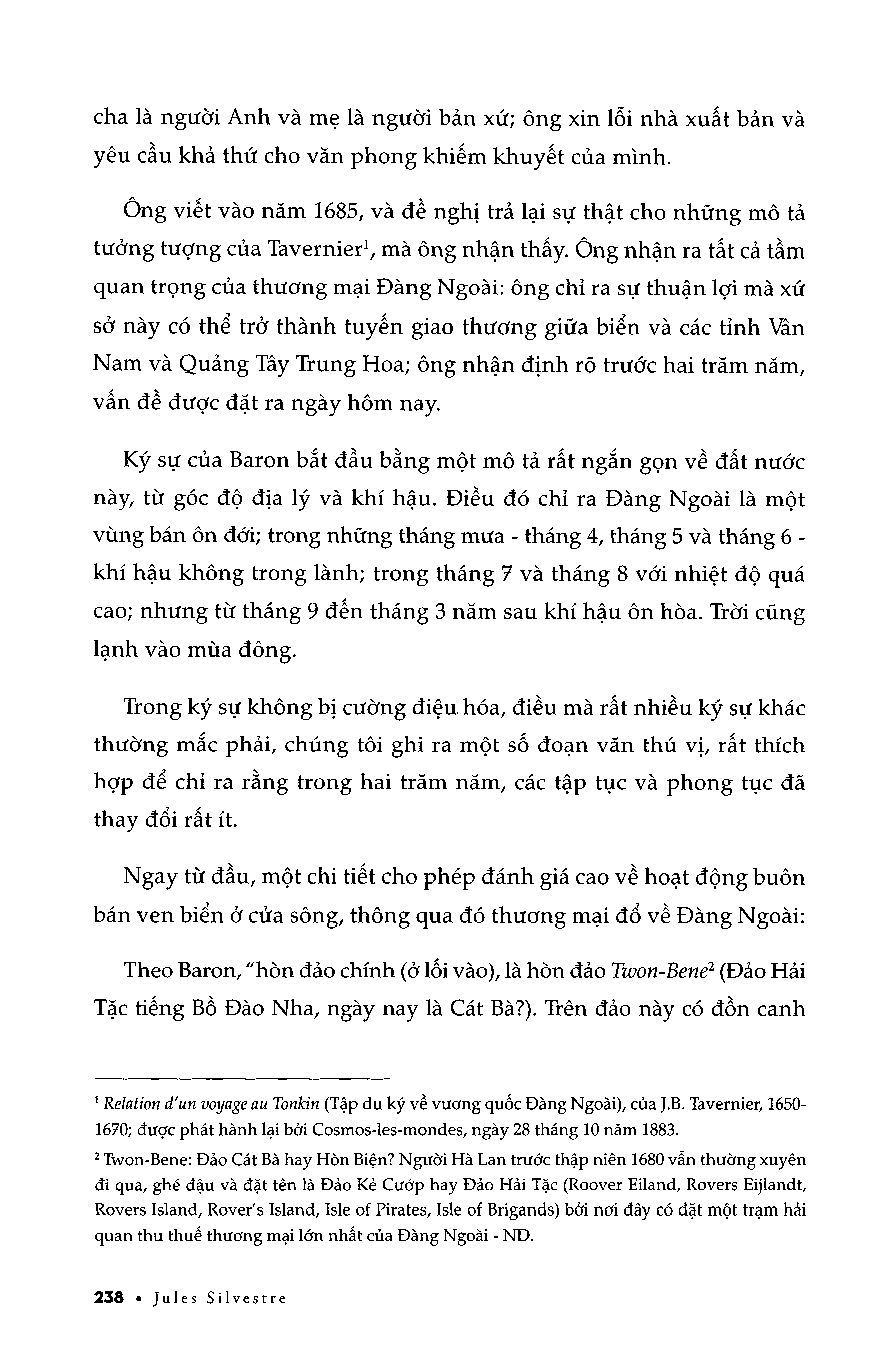 cha là người Anh và mẹ là người bản xứ; ông xin lỗi nhà xuất bản và
yêu cầu khả thứ cho văn phong khiếm khuyết của mình.
Ông viết vào năm 1685, và đề nghị trả lại sự thật cho những mô tả
tưởng tượng của Tavernier¹, mà ông nhận thấy. Ông nhận ra tất cả tầm
quan trọng của thương mại Đàng Ngoài: ông chỉ ra sự thuận lợi mà xứ
sở này có thể trở thành tuyến giao thương giữa biển và các tỉnh Vân
Nam và Quảng Tây Trung Hoa; ông nhận định rõ trước hai trăm năm,
vấn đề được đặt ra ngày hôm nay.
Ký sự của Baron bắt đầu bằng một mô tả rất ngắn gọn về đất nước
này, từ góc độ địa lý và khí hậu. Điều đó chỉ ra Đàng Ngoài là một
vùng bán ôn đới; trong những tháng mưa - tháng 4, tháng 5 và tháng 6 -
khí hậu không trong lành; trong tháng 7 và tháng 8 với nhiệt độ quá
cao; nhưng từ tháng 9 đến tháng 3 năm sau khí hậu ôn hòa. Trời cũng
lạnh vào mùa đông.
Trong ký sự không bị cường điệu hóa, điều mà rất nhiều ký sự khác
thường mắc phải, chúng tôi ghi ra một số đoạn văn thú vị, rất thích
hợp để chỉ ra rằng trong hai trăm năm, các tập tục và phong tục đã
thay đổi rất ít.
Ngay từ đầu, một chi tiết cho phép đánh giá cao về hoạt động buôn
bán ven biển ở cửa sông, thông qua đó thương mại đổ về Đàng Ngoài:
Theo Baron, "hòn đảo chính (ở lối vào), là hòn đảo Twon-Bene² (Đảo Hải
Tặc tiếng Bồ Đào Nha, ngày nay là Cát Bà?). Trên đảo này có đồn canh
¹ Relation d'un voyage au Tonkin (Tập du ký về vương quốc Đàng Ngoài), của J.B. Tavernier, 1650-
1670; được phát hành lại bởi Cosmos-les-mondes, ngày 28 tháng 10 năm 1883.
² Twon-Bene: Đảo Cát Bà hay Hòn Biện? Người Hà Lan trước thập niên 1680 vẫn thường xuyên
đi qua, ghé đậu và đặt tên là Đảo Kẻ Cướp hay Đảo Hải Tặc (Roover Eiland, Rovers Eijlandt,
Rovers Island, Rover's Island, Isle of Pirates, Isle of Brigands) bởi nơi đây có đặt một trạm hải
quan thu thuế thương mại lớn nhất của Đàng Ngoài - ND.
238 • Jules Silvestre